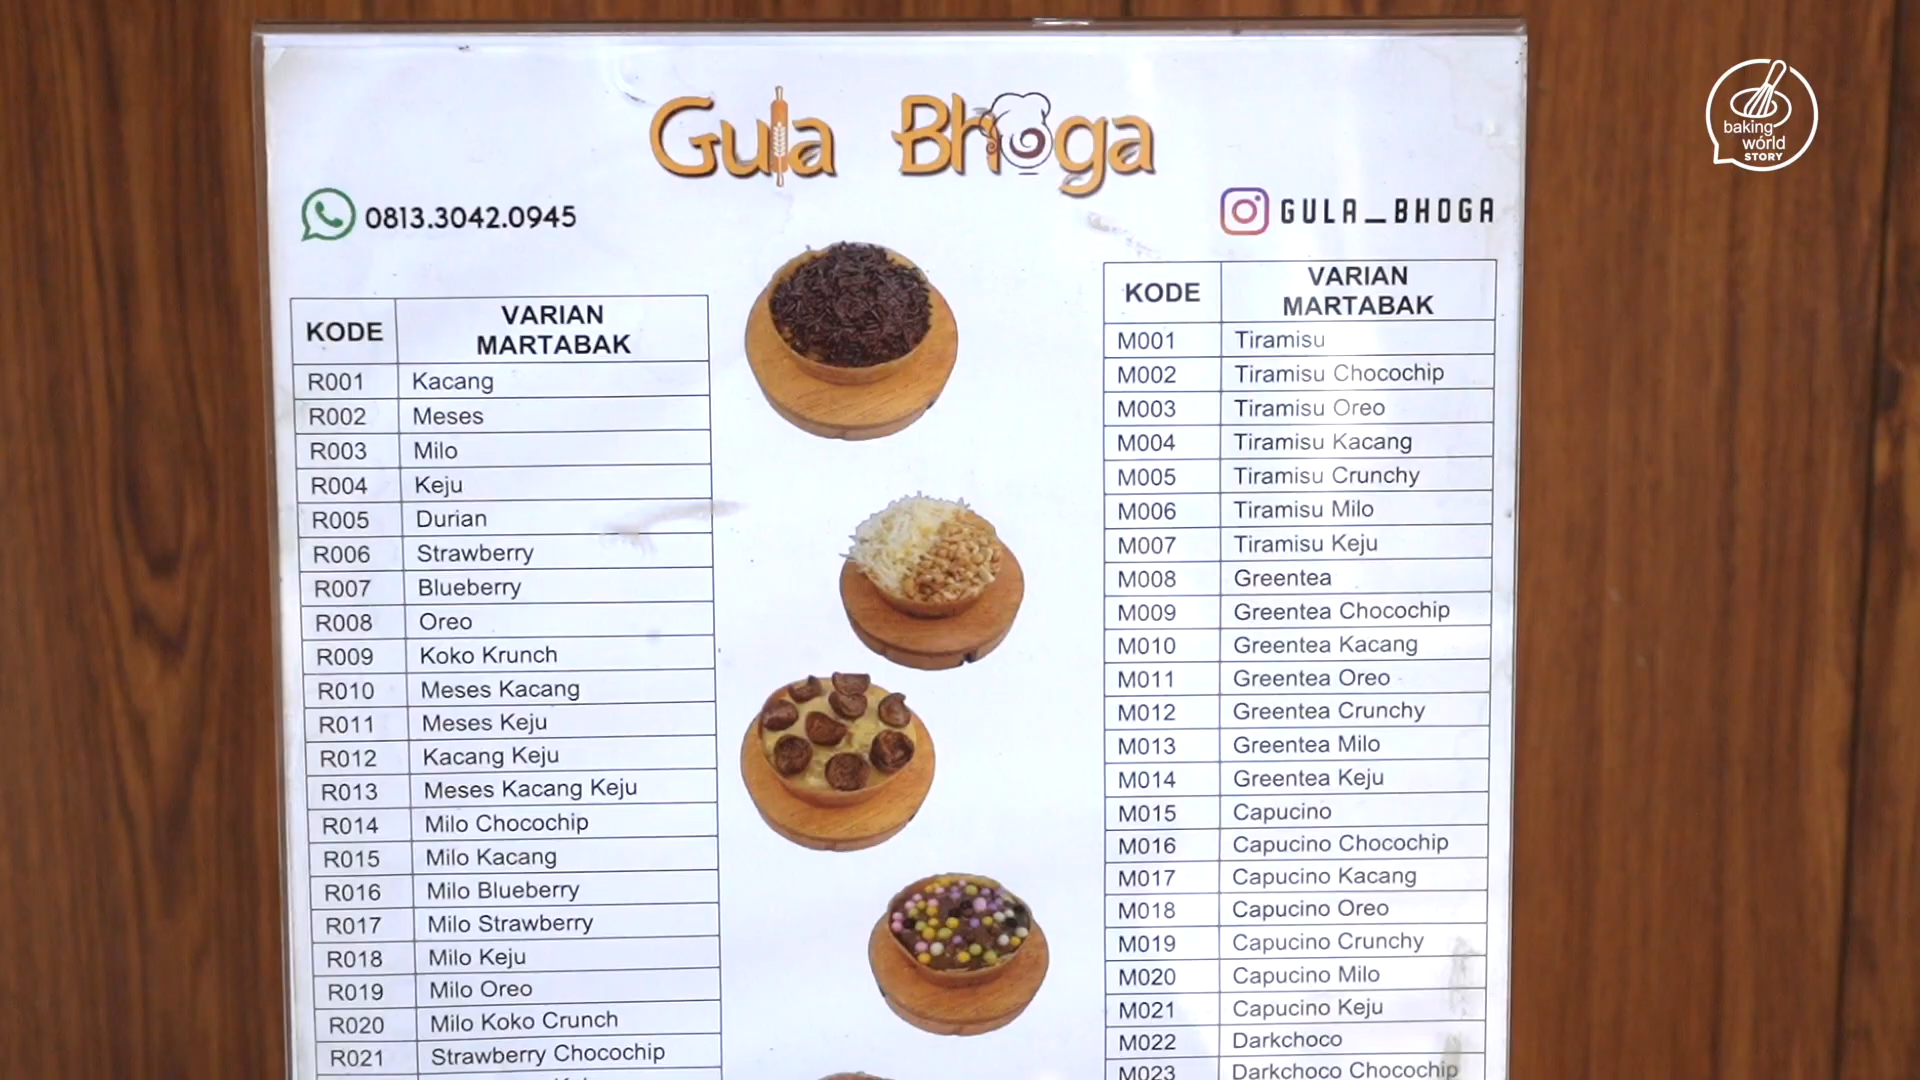 Gula Bhoga
0813.3042.0945
GULA_BHOGA
baking
world
STORY
KODE VARIAN MARTABAK
R001 Kacang
R002 Meses
R003 Milo
R004 Keju
R005 Durian
R006 Strawberry
R007 Blueberry
R008 Oreo
R009 Koko Krunch
R010 Meses Kacang
R011 Meses Keju
R012 Kacang Keju
R013 Meses Kacang Keju
R014 Milo Chocochip
R015 Milo Kacang
R016 Milo Blueberry
R017 Milo Strawberry
R018 Milo Keju
R019 Milo Oreo
R020 Milo Koko Crunch
R021 Strawberry Chocochip
KODE VARIAN MARTABAK
M001 Tiramisu
M002 Tiramisu Chocochip
M003 Tiramisu Oreo
M004 Tiramisu Kacang
M005 Tiramisu Crunchy
M006 Tiramisu Milo
M007 Tiramisu Keju
M008 Greentea
M009 Greentea Chocochip
M010 Greentea Kacang
M011 Greentea Oreo
M012 Greentea Crunchy
M013 Greentea Milo
M014 Greentea Keju
M015 Capucino
M016 Capucino Chocochip
M017 Capucino Kacang
M018 Capucino Oreo
M019 Capucino Crunchy
M020 Capucino Milo
M021 Capucino Keju
M022 Darkchoco
M023 Darkchoco Chocochip